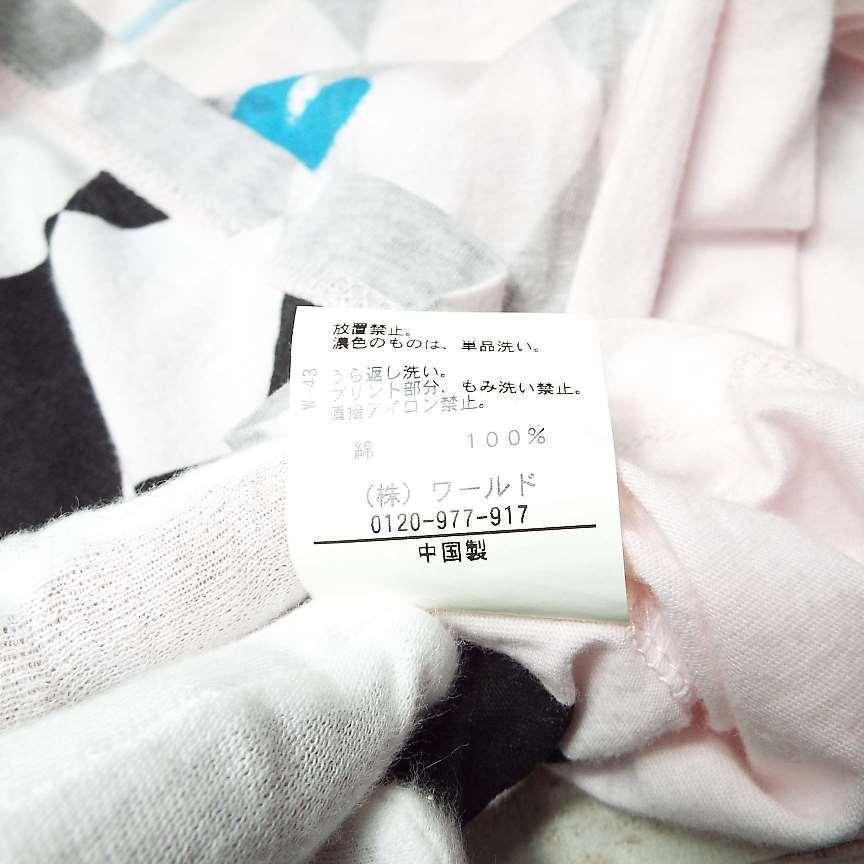 放置禁止。
濃色のものは、単品洗い。
W-43
うら返し洗い。
プリント部分、もみ洗い禁止。
直接アイロン禁止。
綿 100%
(株) ワールド
0120-977-917
中国製